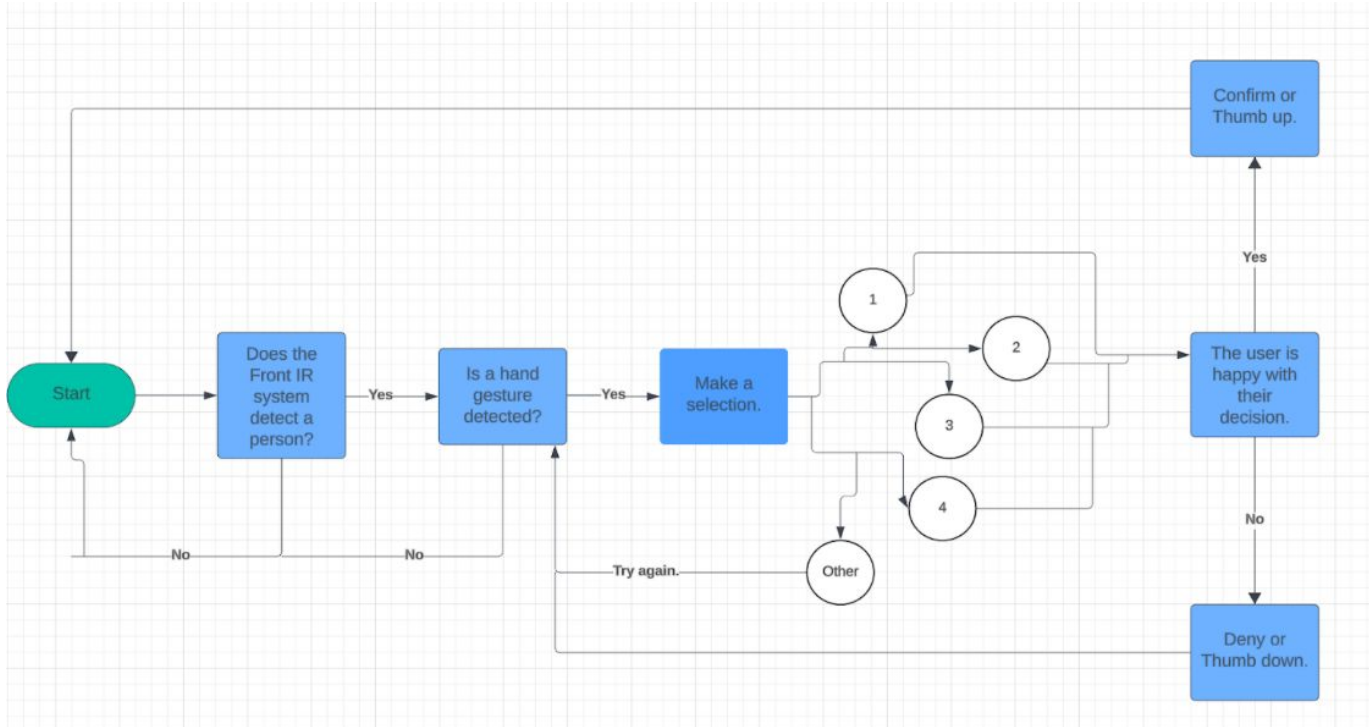 Confirm or
Thumb up.
Yes
1
2
Start
Does the
Front IR
system
detect a
person?
Yes
Is a hand
gesture
detected?
Yes
Make a
selection.
The user is
happy with
their
decision.
3
4
No
No
No
Try again.
Other
Deny or
Thumb down.